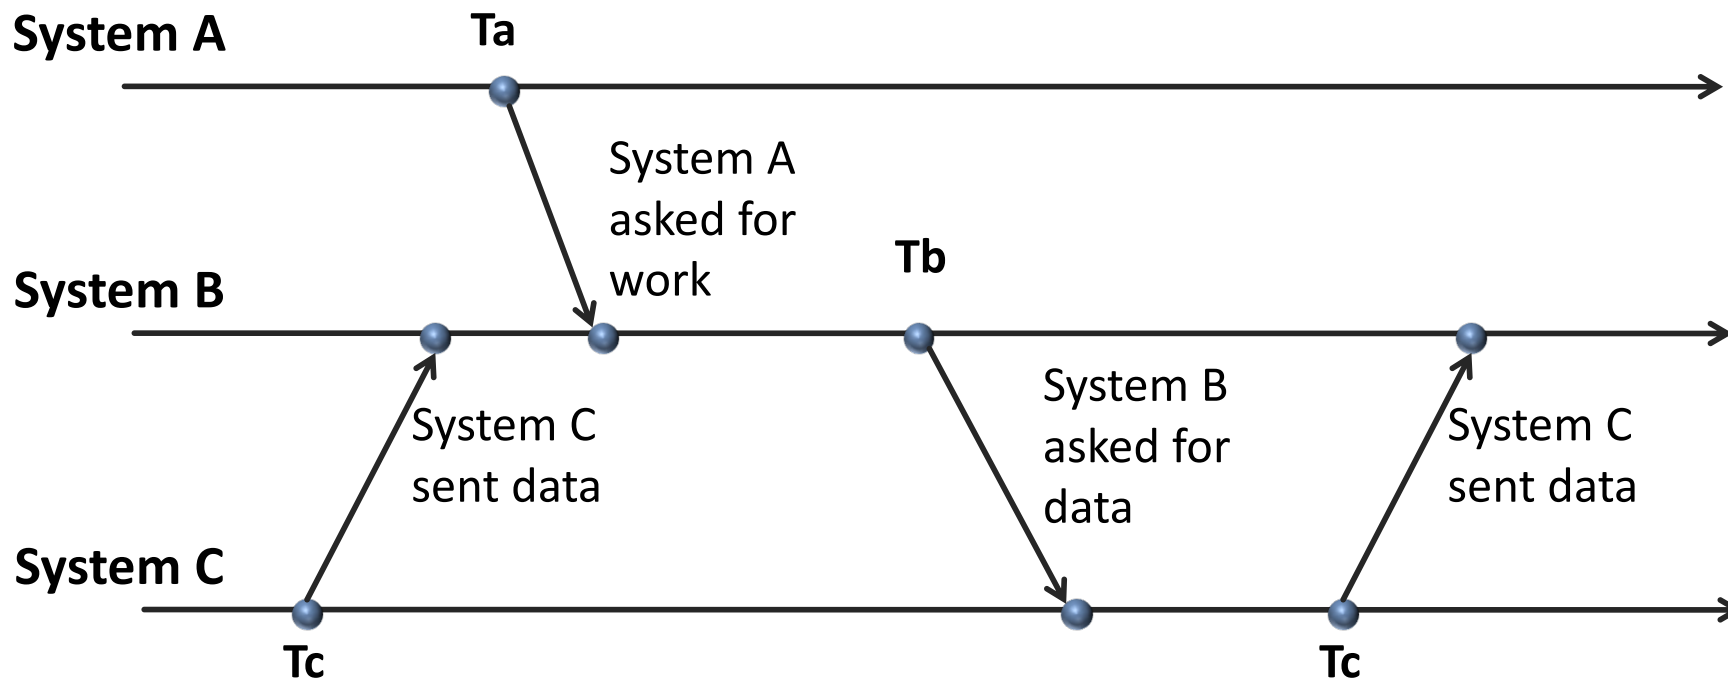 System A
Ta
System A
asked for
work
System B
Tb
System C
sent data
System B
asked for
data
System C
sent data
System C
Tc
Tc